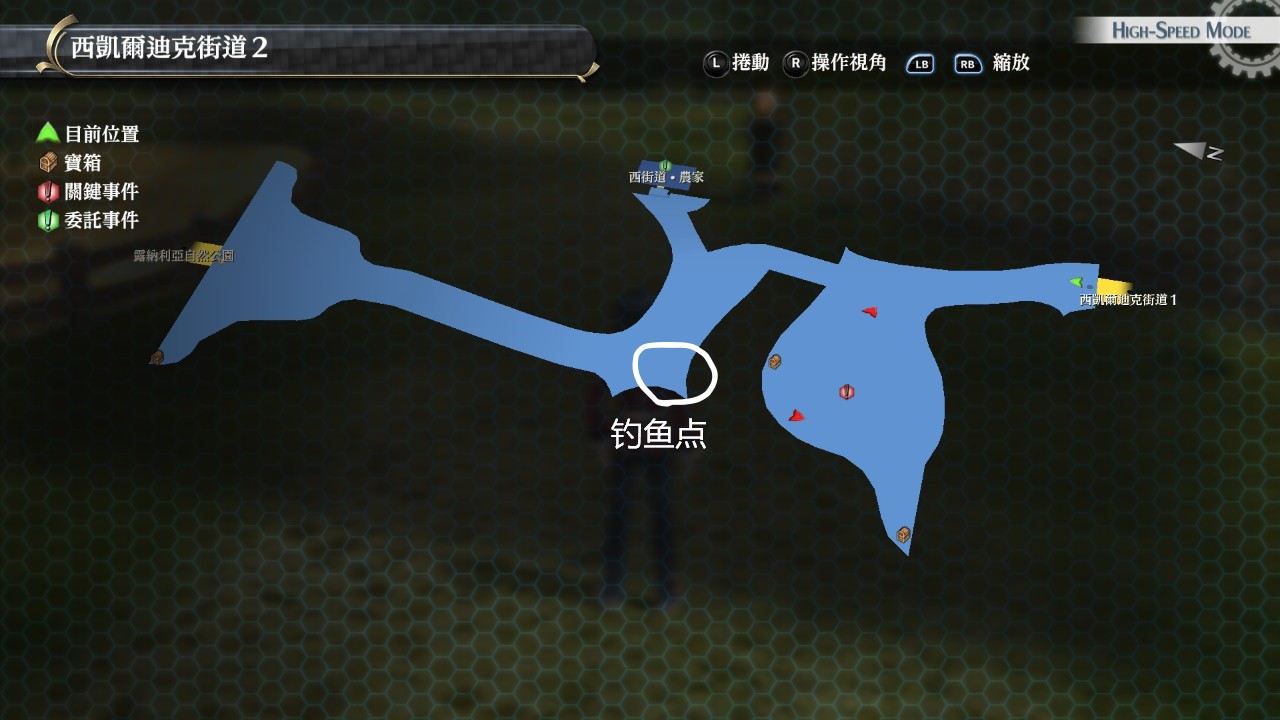 西凱爾迪克街道2
HIGH-SPEED MODE
L 捲動 R 操作視角 LB RB 縮放
目前位置
寶箱
關鍵事件
委託事件
N
西街道・農家
露納利亞自然公園
西凱爾迪克街道1
钓鱼点